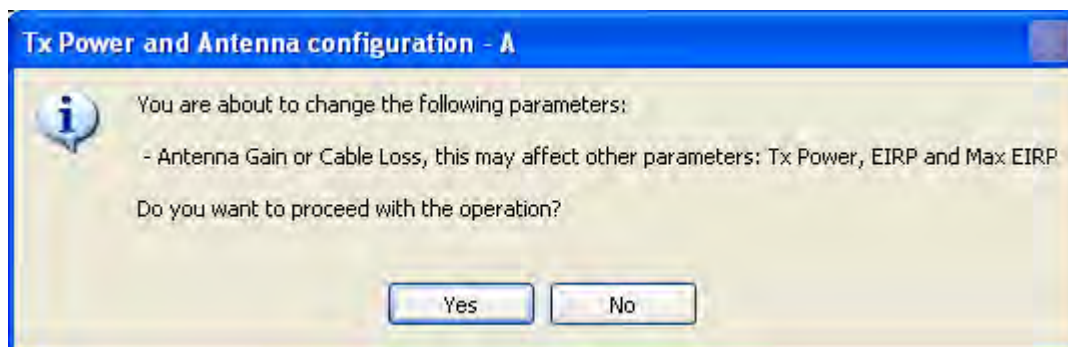 Tx Power and Antenna configuration - A
You are about to change the following parameters:
- Antenna Gain or Cable Loss, this may affect other parameters: Tx Power, EIRP and Max EIRP
Do you want to proceed with the operation?
Yes No